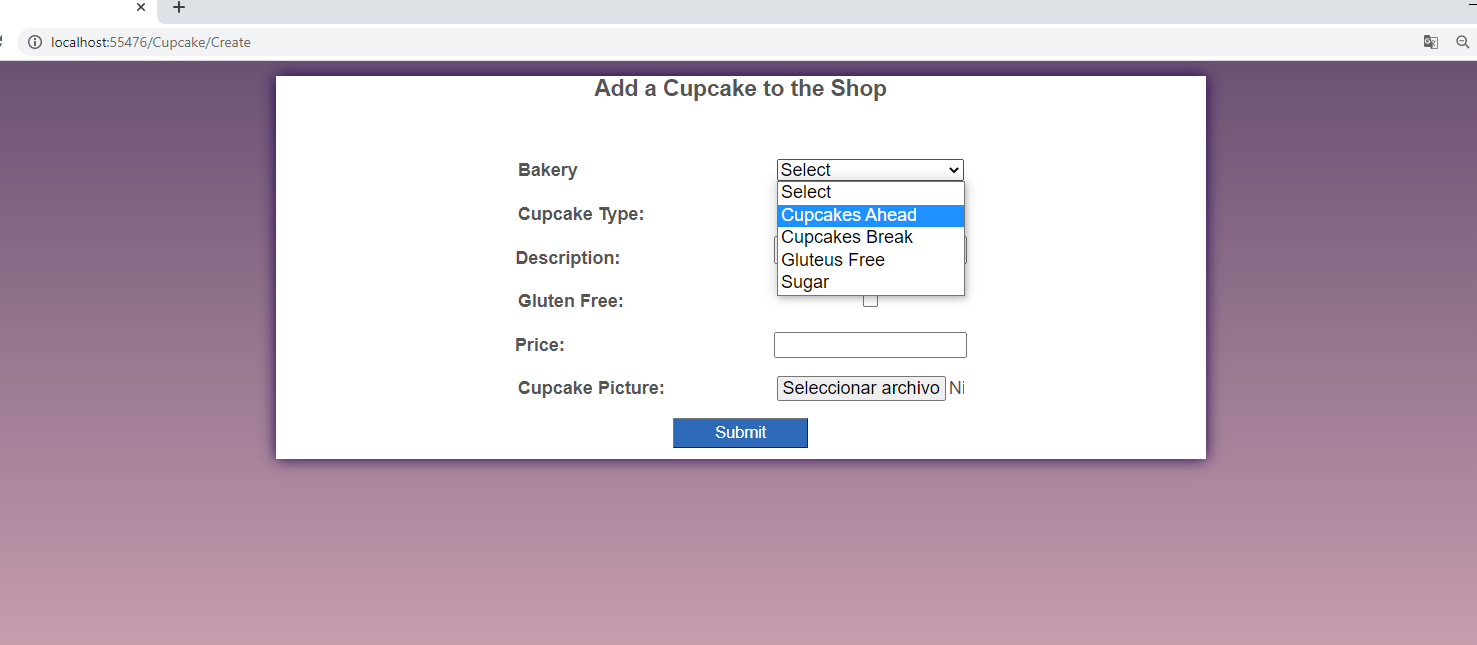 localhost:55476/Cupcake/Create
Add a Cupcake to the Shop
Bakery
Select
Select
Cupcakes Ahead
Cupcakes Break
Gluteus Free
Sugar
Cupcake Type:
Description:
Gluten Free:
Price:
Cupcake Picture:
Seleccionar archivo Ni
Submit